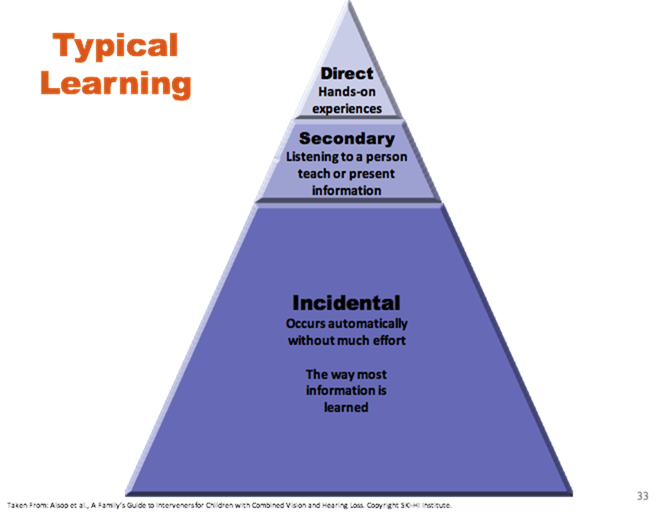 Typical
Learning
Direct
Hands-on
experiences
Secondary
Listening to a person
teach or present
information
Incidental
Occurs automatically
without much effort
The way most
information is
learned
33
Taken From: Alsop et al., A Family's Guide to Interveners for Children with Combined Vision and Hearing Loss. Copyright SKI-HI Institute.